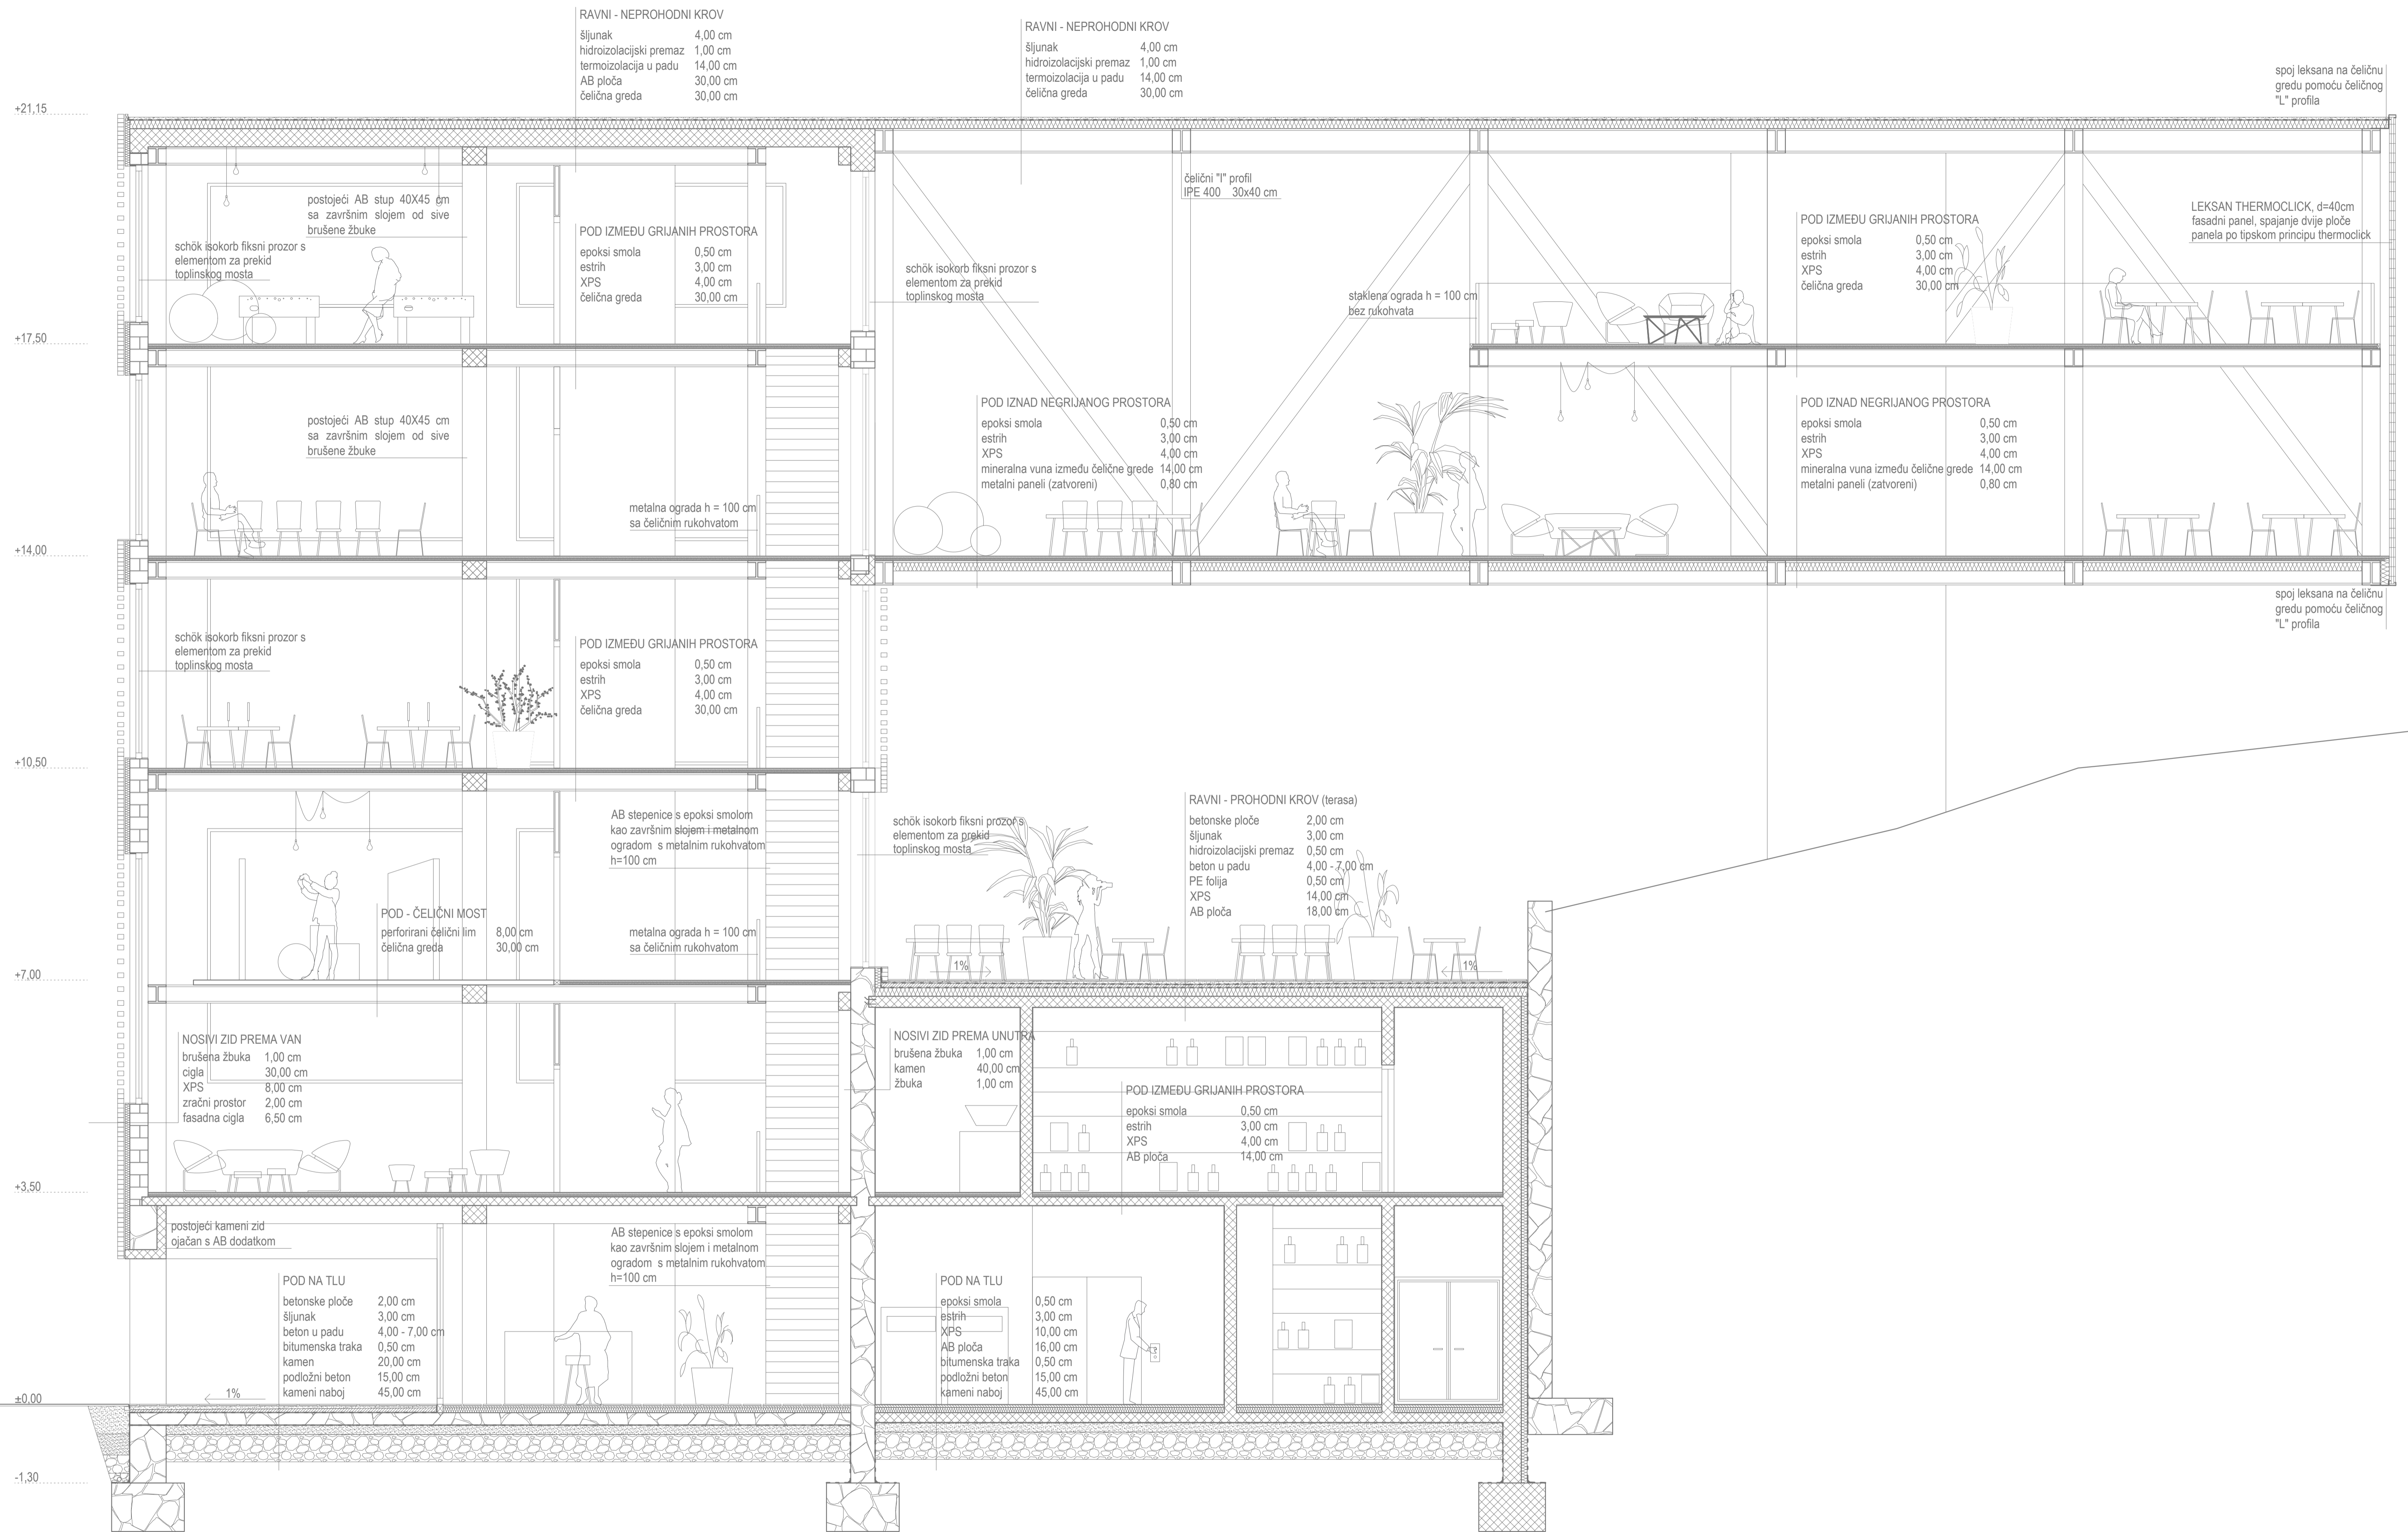 RAVNI - NEPROHODNI KROV
šljunak 4,00 cm
hidroizolacijski premaz 1,00 cm
termoizolacija u padu 14,00 cm
AB ploča 30,00 cm
čelična greda 30,00 cm
RAVNI - NEPROHODNI KROV
šljunak 4,00 cm
hidroizolacijski premaz 1,00 cm
termoizolacija u padu 14,00 cm
čelična greda 30,00 cm
spoj leksana na čeličnu
gredu pomoću čeličnog
"L" profila
+21,15
postojeći AB stup 40X45 cm
sa završnim slojem od sive
brušene žbuke
schök isokorb fiksni prozor s
elementom za prekid
toplinskog mosta
POD IZMEĐU GRIJANIH PROSTORA
epoksi smola 0,50 cm
estrih 3,00 cm
XPS 4,00 cm
čelična greda 30,00 cm
schök isokorb fiksni prozor s
elementom za prekid
toplinskog mosta
čelični "I" profil
IPE 400 30x40 cm
staklena ograda h = 100 cm
bez rukohvata
POD IZMEĐU GRIJANIH PROSTORA
epoksi smola 0,50 cm
estrih 3,00 cm
XPS 4,00 cm
čelična greda 30,00 cm
LEKSAN THERMOCLICK, d=40cm
fasadni panel, spajanje dvije ploče
panela po tipskom principu thermoclick
+17,50
postojeći AB stup 40X45 cm
sa završnim slojem od sive
brušene žbuke
metalna ograda h = 100 cm
sa čeličnim rukohvatom
POD IZNAD NEGRIJANOG PROSTORA
epoksi smola 0,50 cm
estrih 3,00 cm
XPS 4,00 cm
mineralna vuna između čelične grede 14,00 cm
metalni paneli (zatvoreni) 0,80 cm
POD IZNAD NEGRIJANOG PROSTORA
epoksi smola 0,50 cm
estrih 3,00 cm
XPS 4,00 cm
mineralna vuna između čelične grede 14,00 cm
metalni paneli (zatvoreni) 0,80 cm
+14,00
spoj leksana na čeličnu
gredu pomoću čeličnog
"L" profila
schök isokorb fiksni prozor s
elementom za prekid
toplinskog mosta
POD IZMEĐU GRIJANIH PROSTORA
epoksi smola 0,50 cm
estrih 3,00 cm
XPS 4,00 cm
čelična greda 30,00 cm
+10,50
AB stepenice s epoksi smolom
kao završnim slojem i metalnom
ogradom s metalnim rukohvatom
h=100 cm
schök isokorb fiksni prozor s
elementom za prekid
toplinskog mosta
RAVNI - PROHODNI KROV (terasa)
betonske ploče 2,00 cm
šljunak 3,00 cm
hidroizolacijski premaz 0,50 cm
beton u padu 4,00 - 7,00 cm
PE folija 0,50 cm
XPS 14,00 cm
AB ploča 18,00 cm
POD - ČELIČNI MOST
perforirani čelični lim 8,00 cm
čelična greda 30,00 cm
metalna ograda h = 100 cm
sa čeličnim rukohvatom
1%
1%
+7,00
NOSIVI ZID PREMA VAN
brušena žbuka 1,00 cm
cigla 30,00 cm
XPS 8,00 cm
zračni prostor 2,00 cm
fasadna cigla 6,50 cm
NOSIVI ZID PREMA UNUTRA
brušena žbuka 1,00 cm
kamen 40,00 cm
žbuka 1,00 cm
POD IZMEĐU GRIJANIH PROSTORA
epoksi smola 0,50 cm
estrih 3,00 cm
XPS 4,00 cm
AB ploča 14,00 cm
+3,50
postojeći kameni zid
ojačan s AB dodatkom
AB stepenice s epoksi smolom
kao završnim slojem i metalnom
ogradom s metalnim rukohvatom
h=100 cm
POD NA TLU
betonske ploče 2,00 cm
šljunak 3,00 cm
beton u padu 4,00 - 7,00 cm
bitumenska traka 0,50 cm
kamen 20,00 cm
podložni beton 15,00 cm
kameni naboj 45,00 cm
POD NA TLU
epoksi smola 0,50 cm
estrih 3,00 cm
XPS 10,00 cm
AB ploča 16,00 cm
bitumenska traka 0,50 cm
podložni beton 15,00 cm
kameni naboj 45,00 cm
1%
±0,00
-1,30